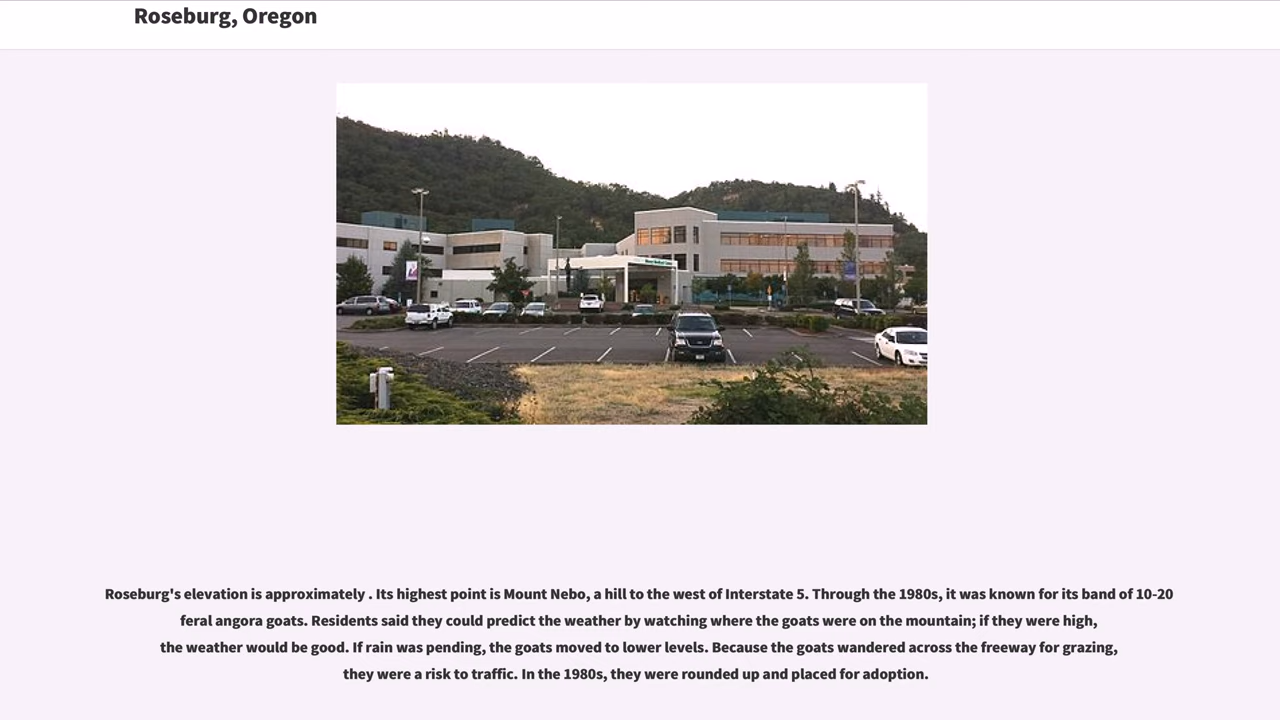 Roseburg, Oregon
Roseburg's elevation is approximately . Its highest point is Mount Nebo, a hill to the west of Interstate 5. Through the 1980s, it was known for its band of 10-20
feral angora goats. Residents said they could predict the weather by watching where the goats were on the mountain; if they were high,
the weather would be good. If rain was pending, the goats moved to lower levels. Because the goats wandered across the freeway for grazing,
they were a risk to traffic. In the 1980s, they were rounded up and placed for adoption.